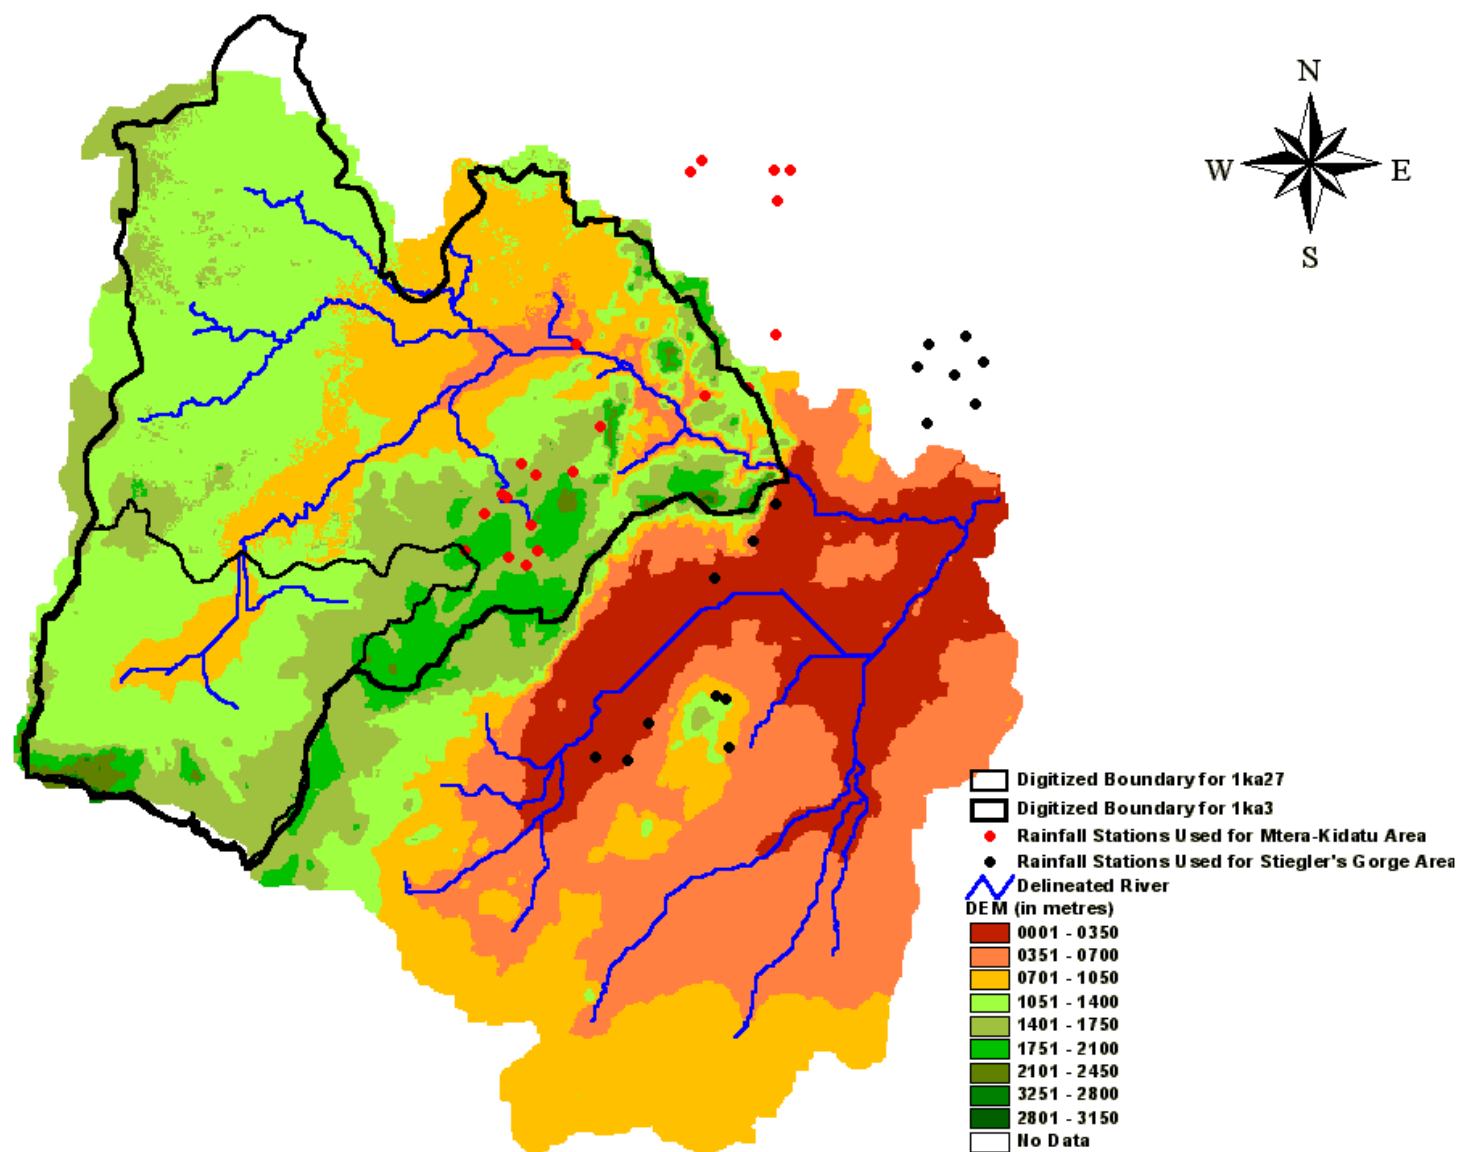 N
W
E
S
Digitized Boundary for 1ka27
Digitized Boundary for 1ka3
Rainfall Stations Used for Mtera-Kidatu Area
Rainfall Stations Used for Stiegler's Gorge Area
Delineated River
DEM (in metres)
0001 - 0350
0351 - 0700
0701 - 1050
1051 - 1400
1401 - 1750
1751 - 2100
2101 - 2450
3251 - 2800
2801 - 3150
No Data